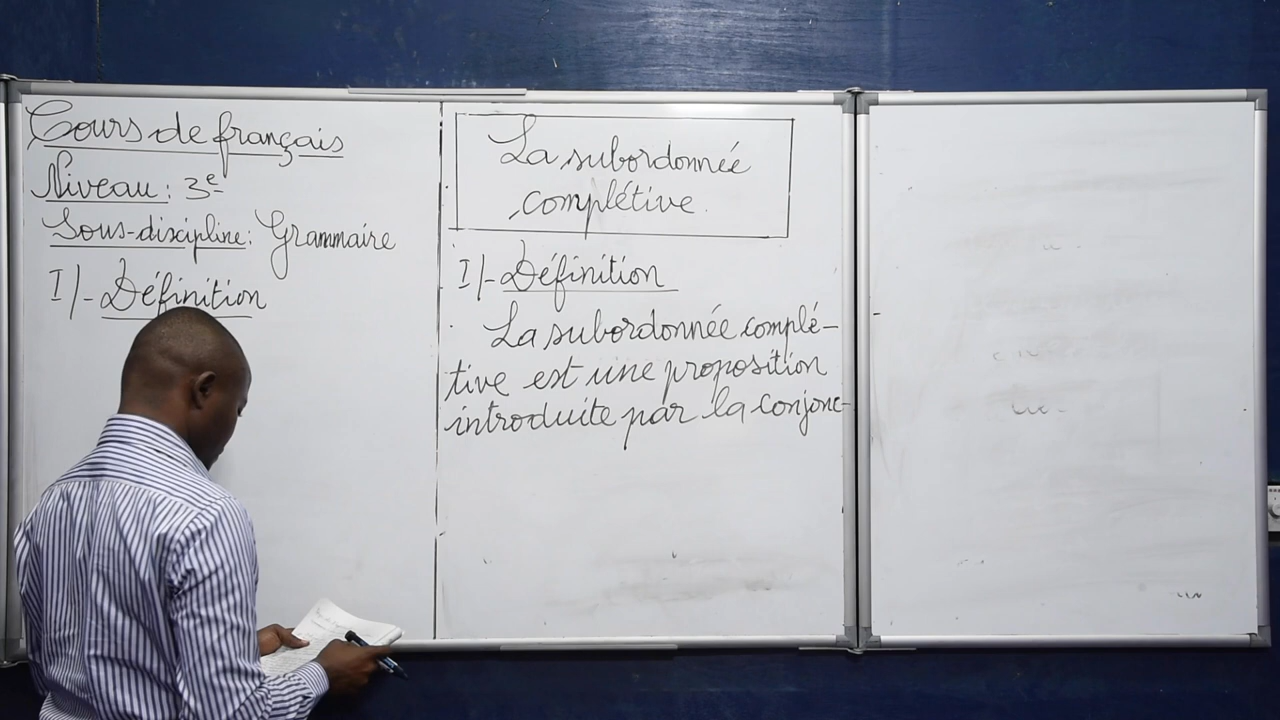 Cours de français
Niveau : 3e
Sous-discipline : Grammaire
I/- Définition
La subordonnée
complétive.
I/- Définition
La subordonnée complé-
tive est une proposition
introduite par la conjonc-